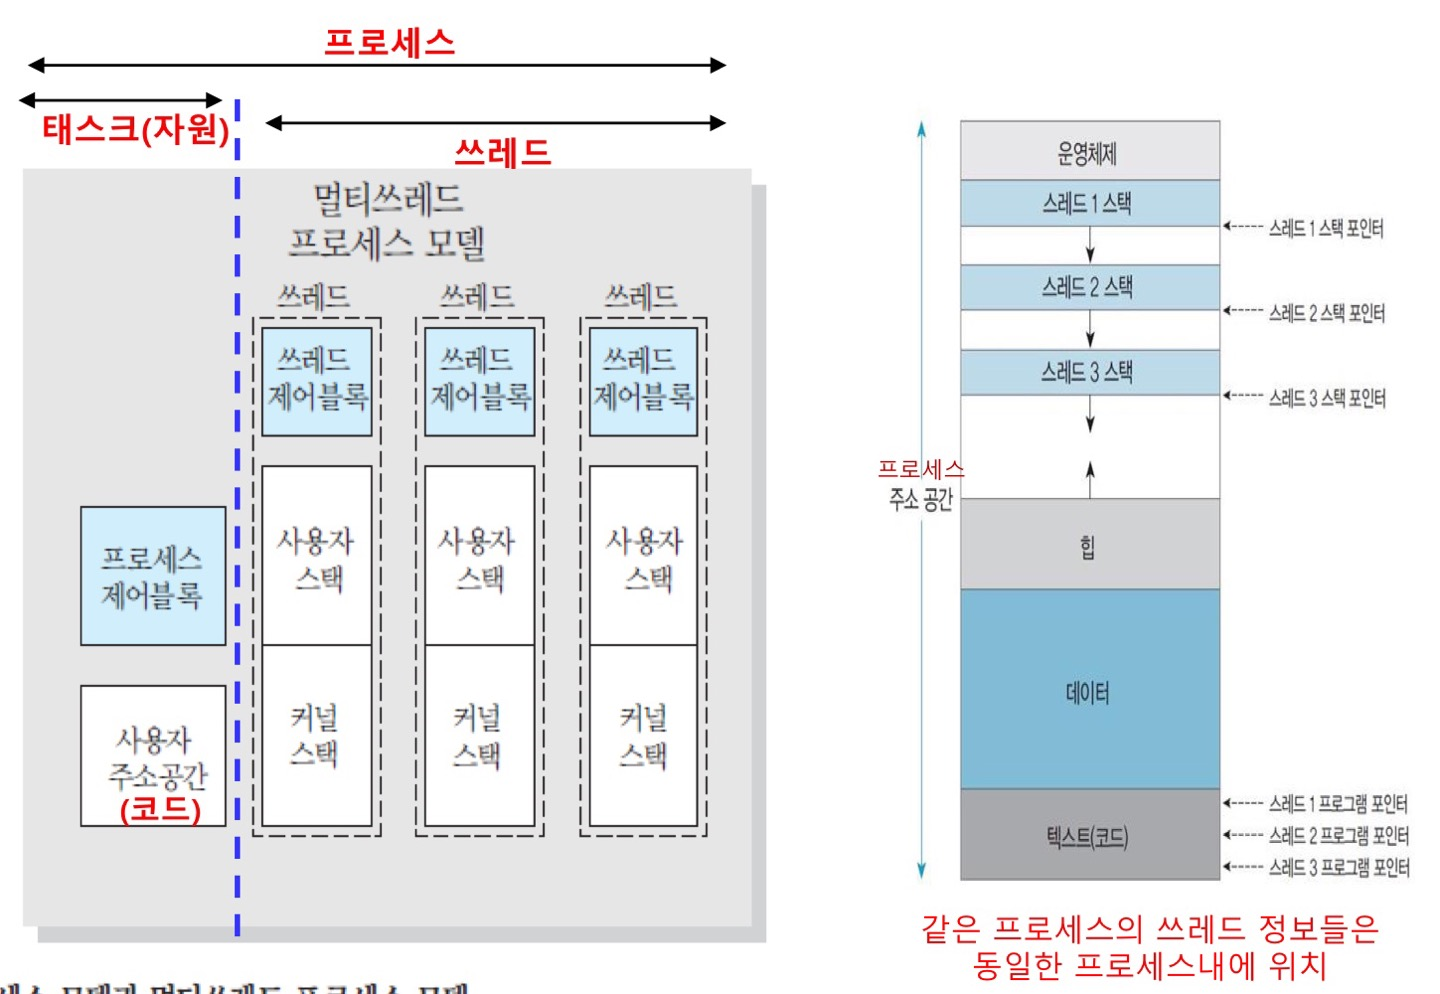 프로세스
태스크(자원)
쓰레드
멀티쓰레드
프로세스 모델
쓰레드 쓰레드 쓰레드
쓰레드 쓰레드 쓰레드
제어블록 제어블록 제어블록
프로세스
제어블록
사용자 사용자 사용자
스택 스택 스택
사용자
주소공간
(코드)
커널 커널 커널
스택 스택 스택
운영체제
스레드 1 스택
스레드 1 스택 포인터
스레드 2 스택
스레드 2 스택 포인터
스레드 3 스택
스레드 3 스택 포인터
프로세스
주소 공간
힙
데이터
텍스트(코드)
스레드 1 프로그램 포인터
스레드 2 프로그램 포인터
스레드 3 프로그램 포인터
같은 프로세스의 쓰레드 정보들은
동일한 프로세스내에 위치